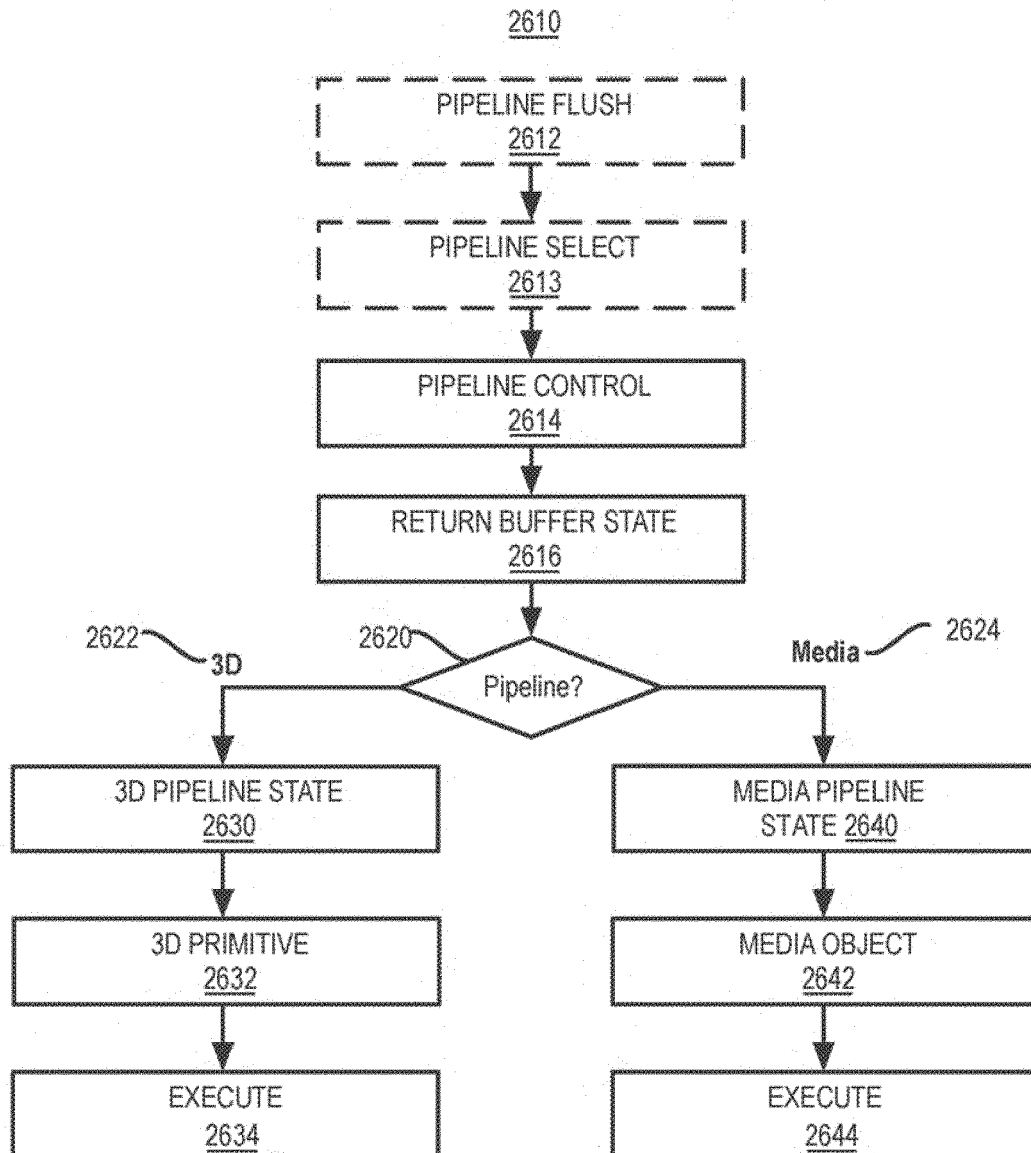 2610
PIPELINE FLUSH
2612
PIPELINE SELECT
2613
PIPELINE CONTROL
2614
RETURN BUFFER STATE
2616
2622
3D
2620
Pipeline?
Media
2624
3D PIPELINE STATE
2630
MEDIA PIPELINE
STATE 2640
3D PRIMITIVE
2632
MEDIA OBJECT
2642
EXECUTE
2634
EXECUTE
2644